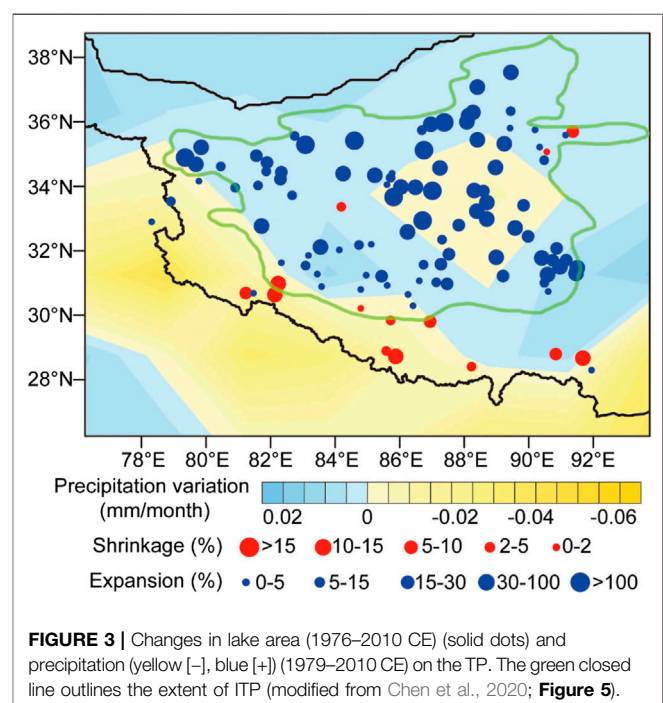 38°N
36°N
34°N
32°N
30°N
28°N
78°E 80°E 82°E 84°E 86°E 88°E 90°E 92°E
Precipitation variation
(mm/month)
0.02 0 -0.02 -0.04 -0.06
Shrinkage (%) >15 10-15 5-10 2-5 0-2
Expansion (%) 0-5 5-15 15-30 30-100 >100
FIGURE 3 | Changes in lake area (1976–2010 CE) (solid dots) and
precipitation (yellow [–], blue [+]) (1979–2010 CE) on the TP. The green closed
line outlines the extent of ITP (modified from Chen et al., 2020; Figure 5).